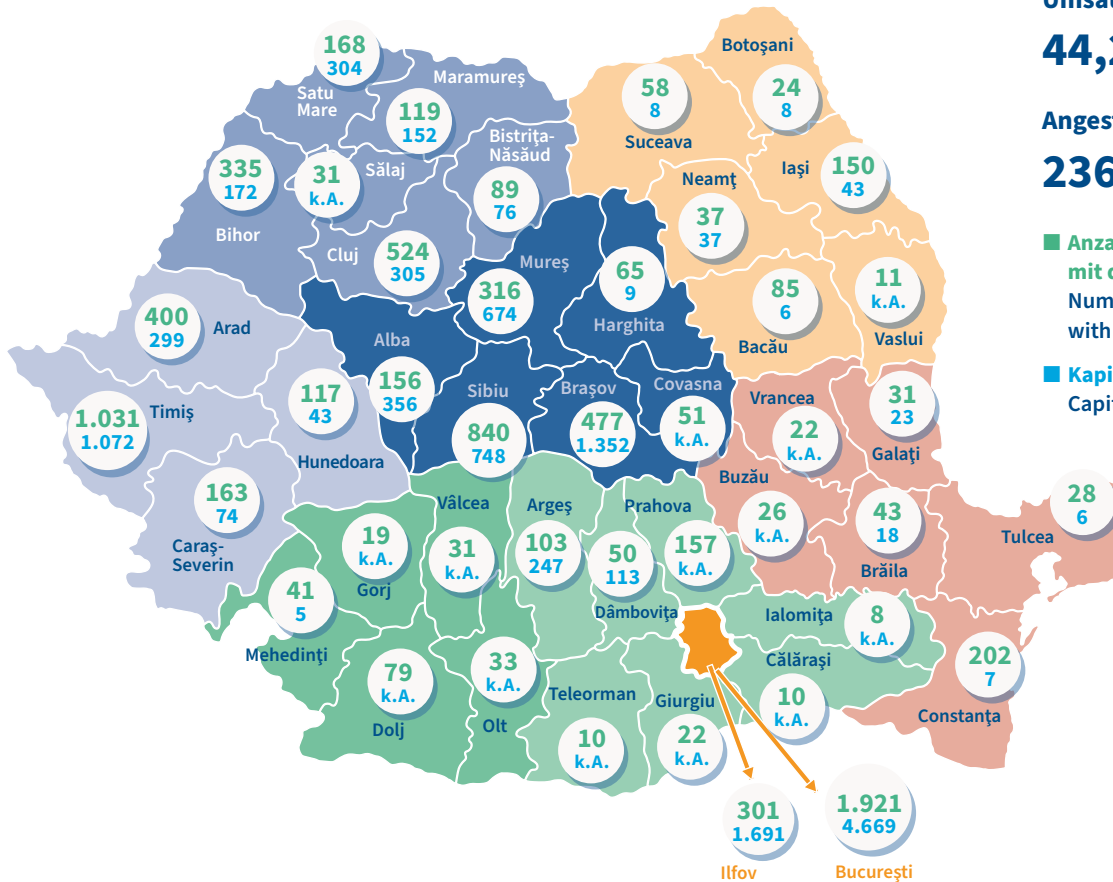 168
304
Satu
Mare
Maramureş
119
152
Bistriţa-
Năsăud
89
76
335
172
Bihor
31
k.A.
Sălaj
Cluj
524
305
Botoşani
58
8
Suceava
24
8
Iaşi
150
43
Neamţ
37
37
85
6
Bacău
11
k.A.
Vaslui
Mureş
316
674
65
9
Harghita
Alba
156
356
Sibiu
840
748
Braşov
477
1.352
Covasna
51
k.A.
400
299
Arad
1.031
1.072
Timiş
117
43
Hunedoara
163
74
Caraş-
Severin
Vrancea
22
k.A.
31
23
Galaţi
Buzău
26
k.A.
43
18
Brăila
28
6
Tulcea
202
7
Constanţa
19
k.A.
Gorj
Vâlcea
31
k.A.
41
5
Mehedinţi
79
k.A.
Dolj
33
k.A.
Olt
Argeş
103
247
Prahova
157
k.A.
50
113
Dâmboviţa
Ialomiţa
8
k.A.
Călăraşi
10
k.A.
Teleorman
10
k.A.
Giurgiu
22
k.A.
301
1.691
Ilfov
1.921
4.669
Bucureşti
44,
Angest
236
Anza
mit
Num
with
Kapi
Capi